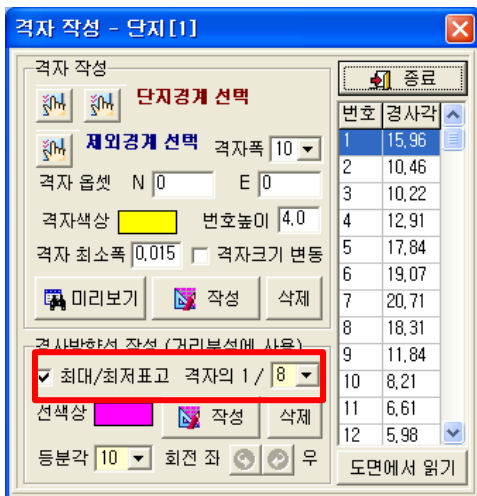 격자 작성 - 단지[1]
격자 작성
단지경계 선택
제외경계 선택 격자폭 10
격자 옵셋 N 0 E 0
격자색상 번호높이 4,0
격자 최소폭 0,015 격자크기 변동
미리보기 작성 삭제
경사방향선 작성 (거리분석에 사용)
최대/최저표고 격자의 1 / 8
선색상 작성 삭제
등분각 10 회전 좌 우
종료
번호 경사각
1 15,96
2 10,46
3 10,22
4 12,91
5 17,84
6 19,07
7 20,71
8 18,31
9 11,84
10 8,21
11 6,61
12 5,98
도면에서 읽기